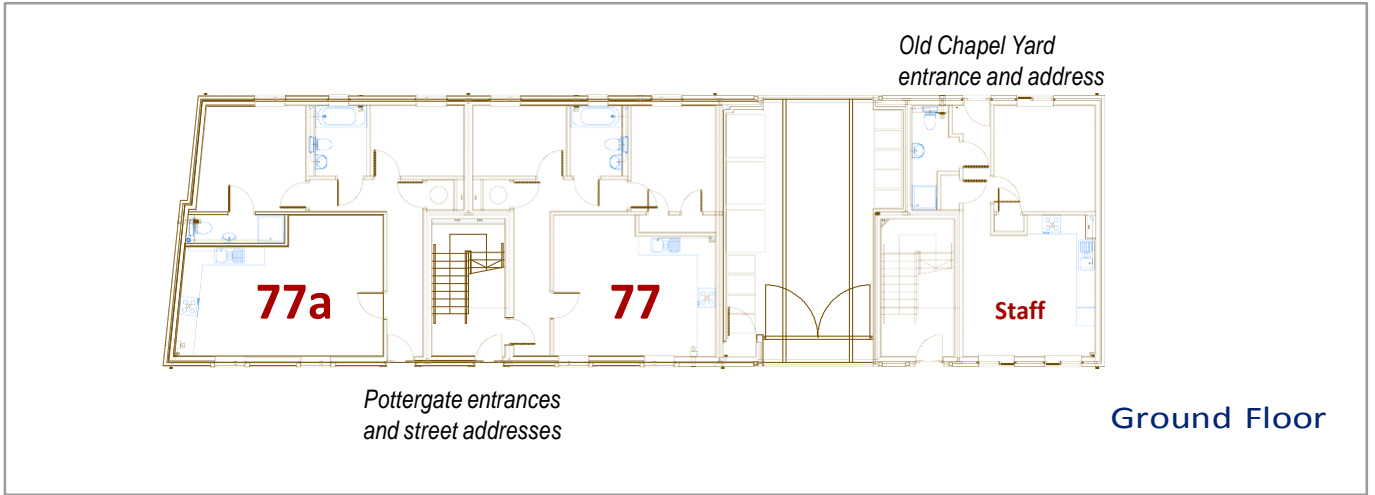 Old Chapel Yard
entrance and address
77a
77
Staff
Pottergate entrances
and street addresses
Ground Floor